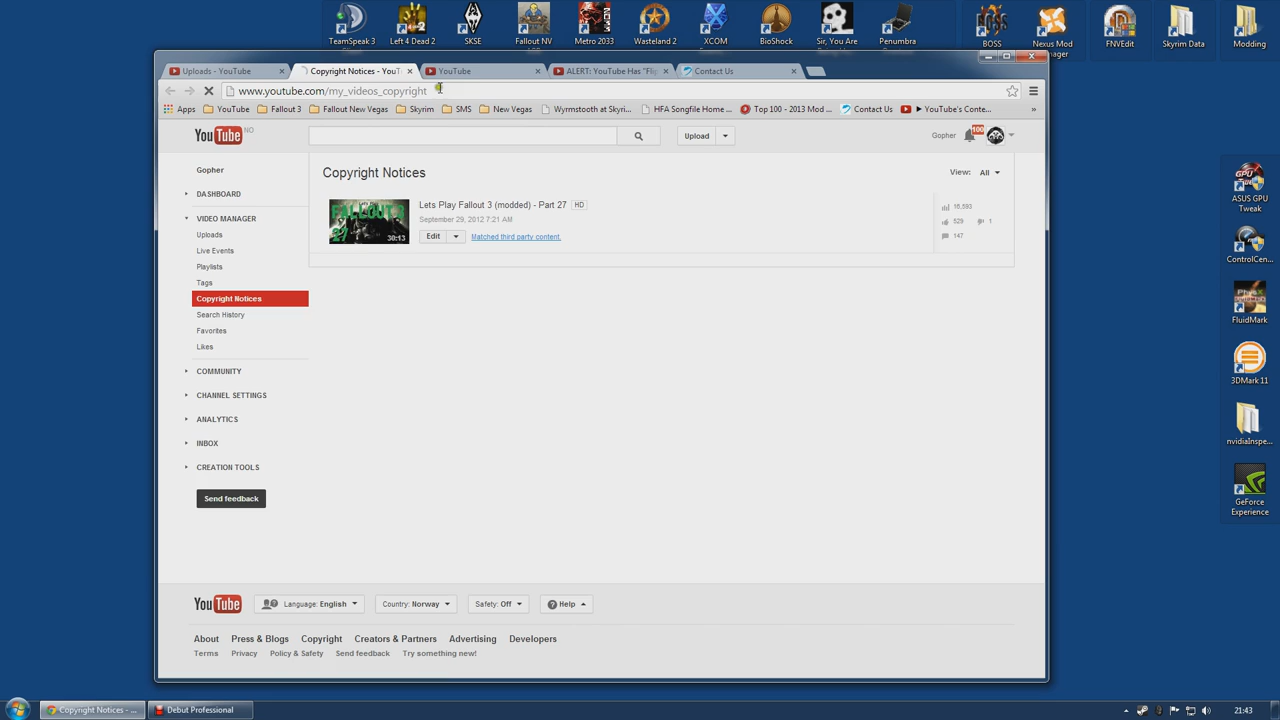 TeamSpeak 3
Left 4 Dead 2
SKSE
Fallout NV
Metro 2033
Wasteland 2
XCOM
BioShock
Sir, You Are
Penumbra
BOSS
Nexus Mod
Manager
FNVEdit
Skyrim Data
Modding
Uploads - YouTube
Copyright Notices - YouT
YouTube
ALERT: YouTube Has "Fli
Contact Us
www.youtube.com/my_videos_copyright
Apps
YouTube
Fallout 3
Fallout New Vegas
Skyrim
SMS
New Vegas
Wyrmstooth at Skyri...
HFA Songfile Home ...
Top 100 - 2013 Mod ...
Contact Us
► YouTube's Conte...
»
YouTube NO
Upload
Gopher
100
Gopher
DASHBOARD
VIDEO MANAGER
Uploads
Live Events
Playlists
Tags
Copyright Notices
Search History
Favorites
Likes
COMMUNITY
CHANNEL SETTINGS
ANALYTICS
INBOX
CREATION TOOLS
Send feedback
Copyright Notices
View: All
FALLOUT 3
27
30:13
Lets Play Fallout 3 (modded) - Part 27 HD
September 29, 2012 7:21 AM
Edit
Matched third party content.
16,593
529
1
147
ASUS GPU
Tweak
ControlCen...
FluidMark
3DMark 11
nvidiaInspe...
GeForce
Experience
YouTube
Language: English
Country: Norway
Safety: Off
Help
About
Press & Blogs
Copyright
Creators & Partners
Advertising
Developers
Terms
Privacy
Policy & Safety
Send feedback
Try something new!
Copyright Notices - ...
Debut Professional
21:43